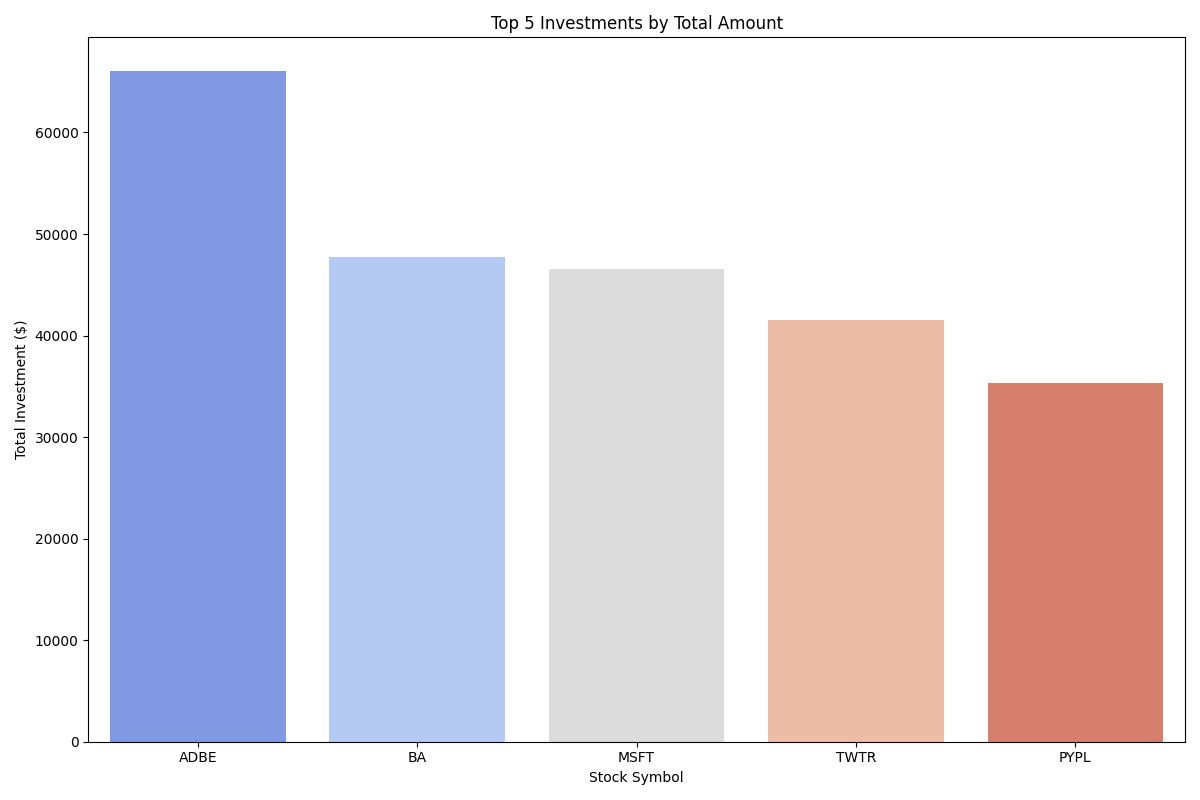 Top 5 Investments by Total Amount
Total Investment ($)
60000
50000
40000
30000
20000
10000
0
ADBE BA MSFT TWTR PYPL
Stock Symbol